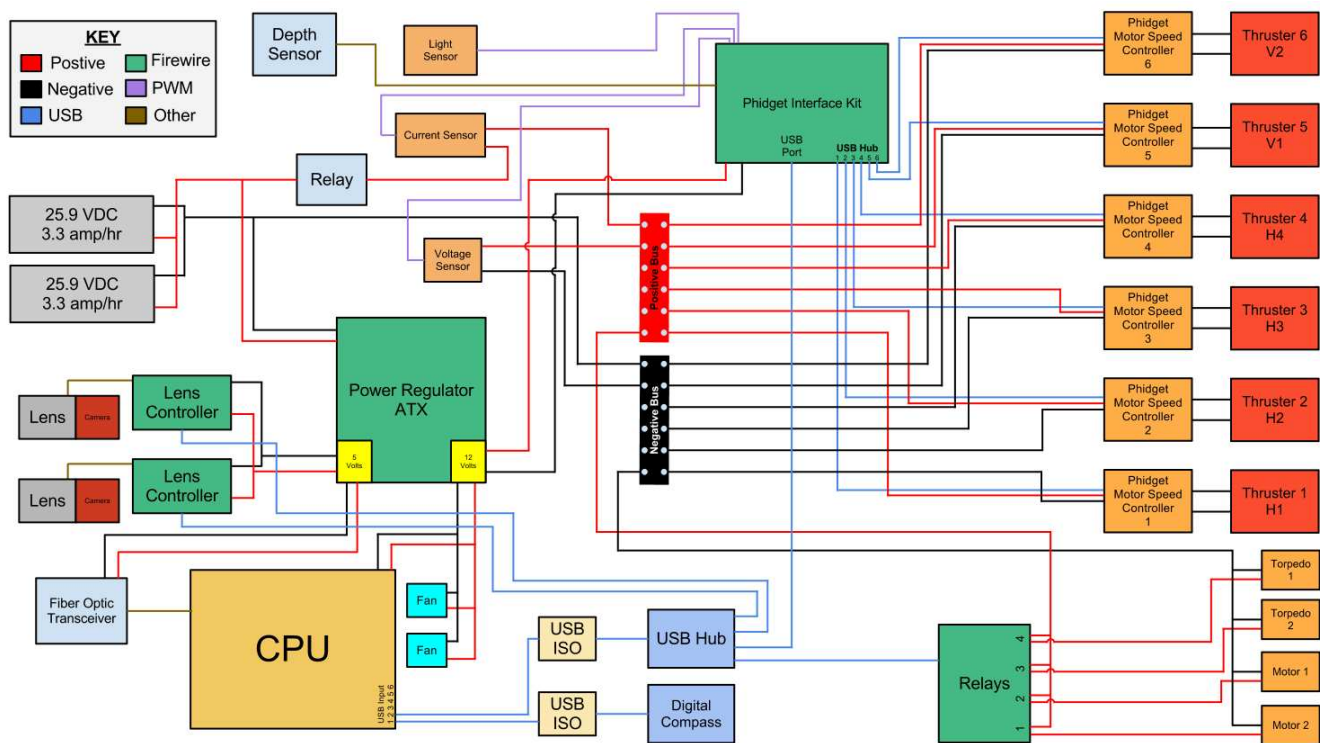 KEY
Postive
Firewire
Negative
PWM
USB
Other
Depth
Sensor
Light
Sensor
Current Sensor
Relay
Voltage
Sensor
25.9 VDC
3.3 amp/hr
25.9 VDC
3.3 amp/hr
Phidget Interface Kit
USB
Port
USB Hub
1 2 3 4 5 6
Phidget
Motor Speed
Controller
6
Thruster 6
V2
Phidget
Motor Speed
Controller
5
Thruster 5
V1
Phidget
Motor Speed
Controller
4
Thruster 4
H4
Phidget
Motor Speed
Controller
3
Thruster 3
H3
Phidget
Motor Speed
Controller
2
Thruster 2
H2
Phidget
Motor Speed
Controller
1
Thruster 1
H1
Positive Bus
Negative Bus
Power Regulator
ATX
5
Volts
12
Volts
Lens
Controller
Lens
Camera
Lens
Controller
Lens
Camera
Fiber Optic
Transceiver
CPU
USB Input
1 2 3 4 5 6
Fan
Fan
USB
ISO
USB Hub
USB
ISO
Digital
Compass
Relays
4
3
2
1
Torpedo
1
Torpedo
2
Motor 1
Motor 2